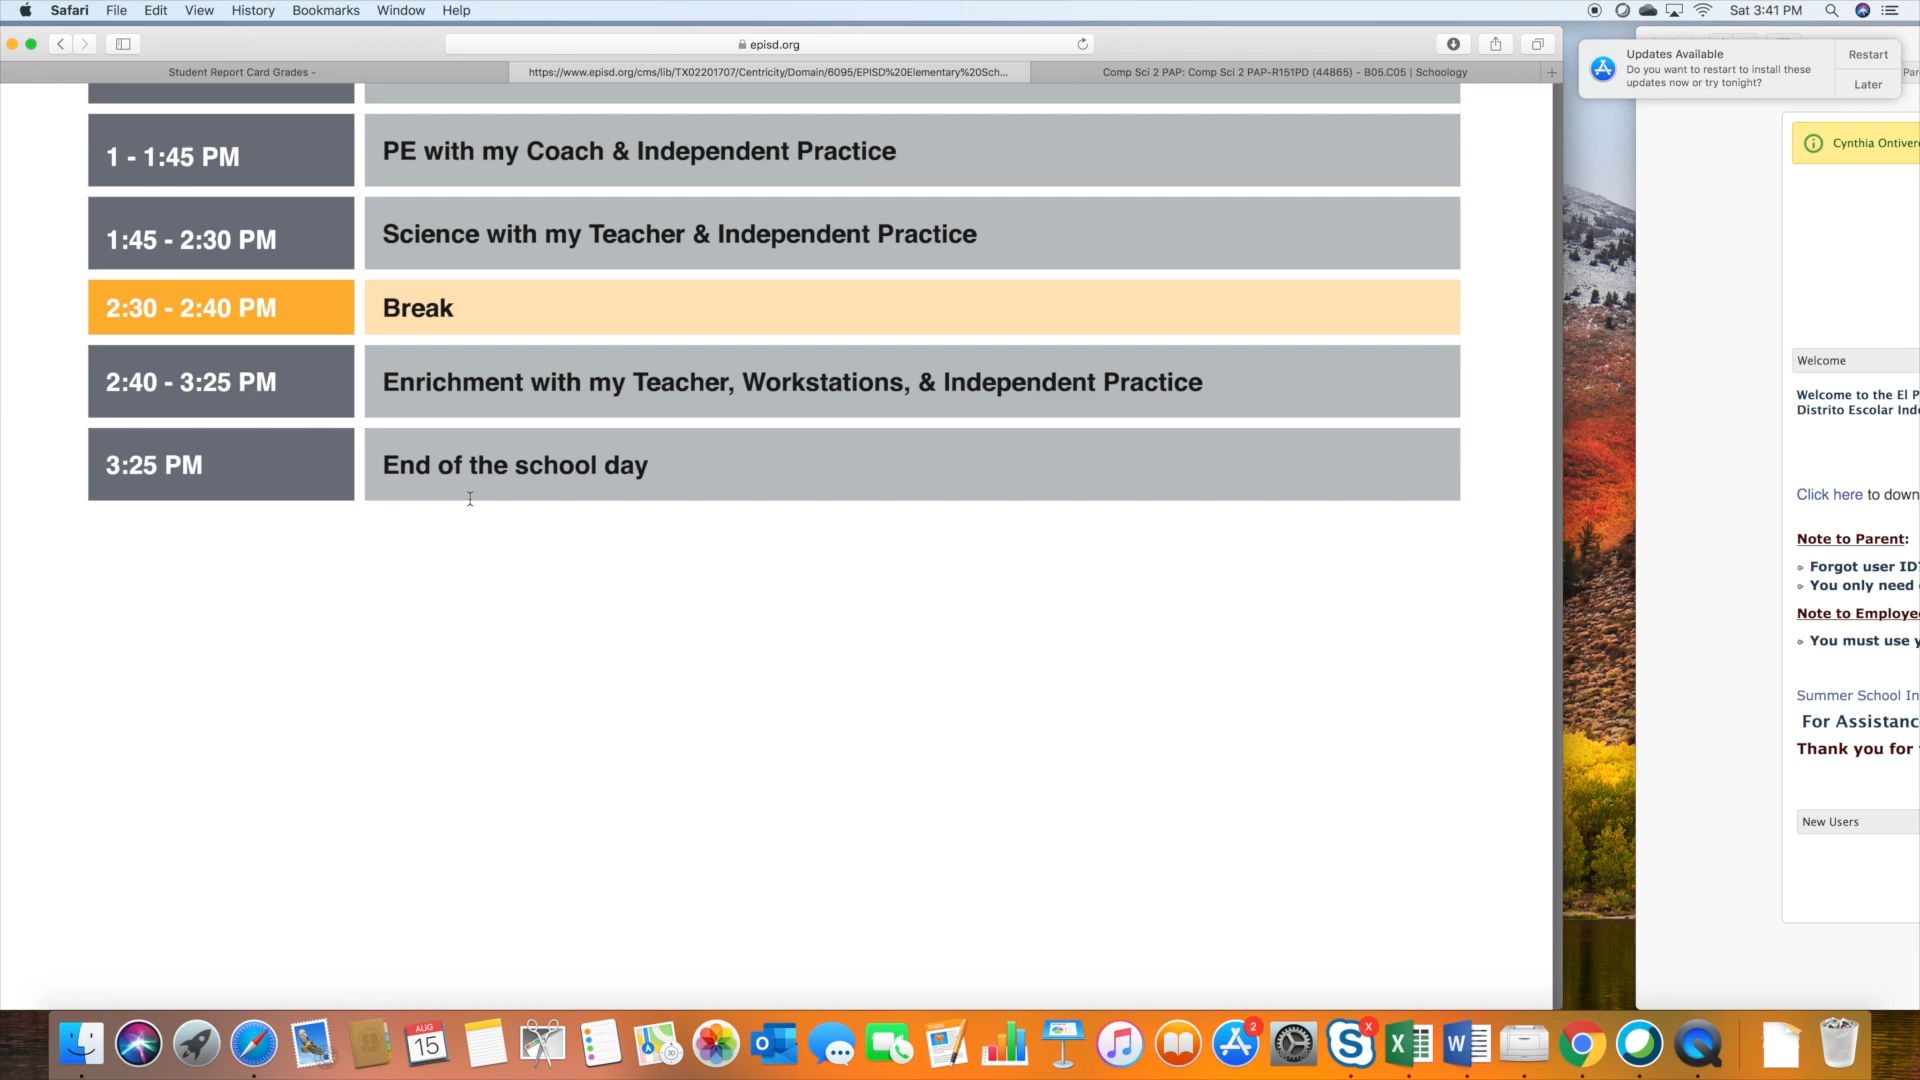 Safari File Edit View History Bookmarks Window Help
Sat 3:41 PM
episd.org
Student Report Card Grades -
https://www.episd.org/cms/lib/TX02201707/Centricity/Domain/6095/EPISD%20Elementary%20Sch...
Comp Sci 2 PAP: Comp Sci 2 PAP-R151PD (44865) - B05.C05 | Schoology
Updates Available
Do you want to restart to install these
updates now or try tonight?
Restart
Later
1 - 1:45 PM
PE with my Coach & Independent Practice
1:45 - 2:30 PM
Science with my Teacher & Independent Practice
2:30 - 2:40 PM
Break
2:40 - 3:25 PM
Enrichment with my Teacher, Workstations, & Independent Practice
3:25 PM
End of the school day
Cynthia Ontiver
Welcome
Welcome to the El P
Distrito Escolar Ind
Click here to down
Note to Parent:
Forgot user ID?
You only need
Note to Employe
You must use y
Summer School In
For Assistanc
Thank you for
New Users
AUG
15
30
PAGES
2
X